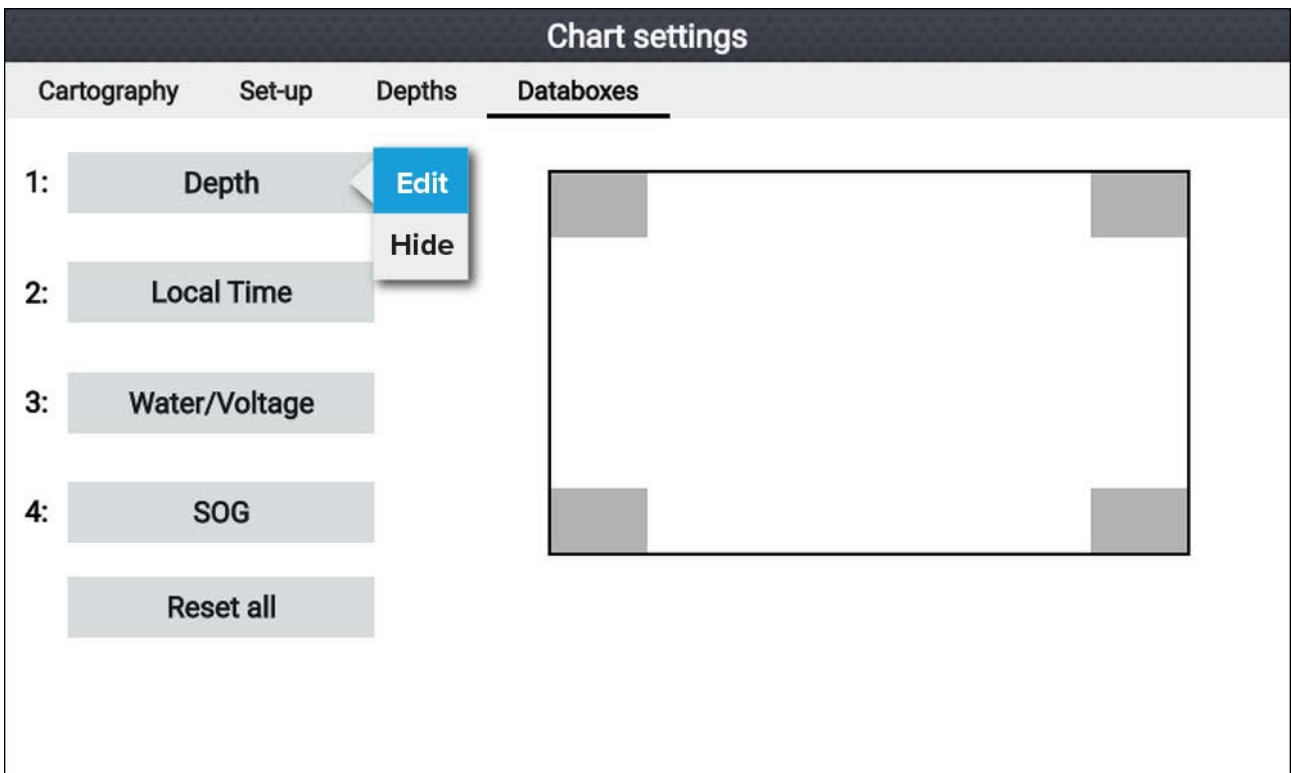 Chart settings
Cartography Set-up Depths Databoxes
1: Depth Edit
Hide
2: Local Time
3: Water/Voltage
4: SOG
Reset all